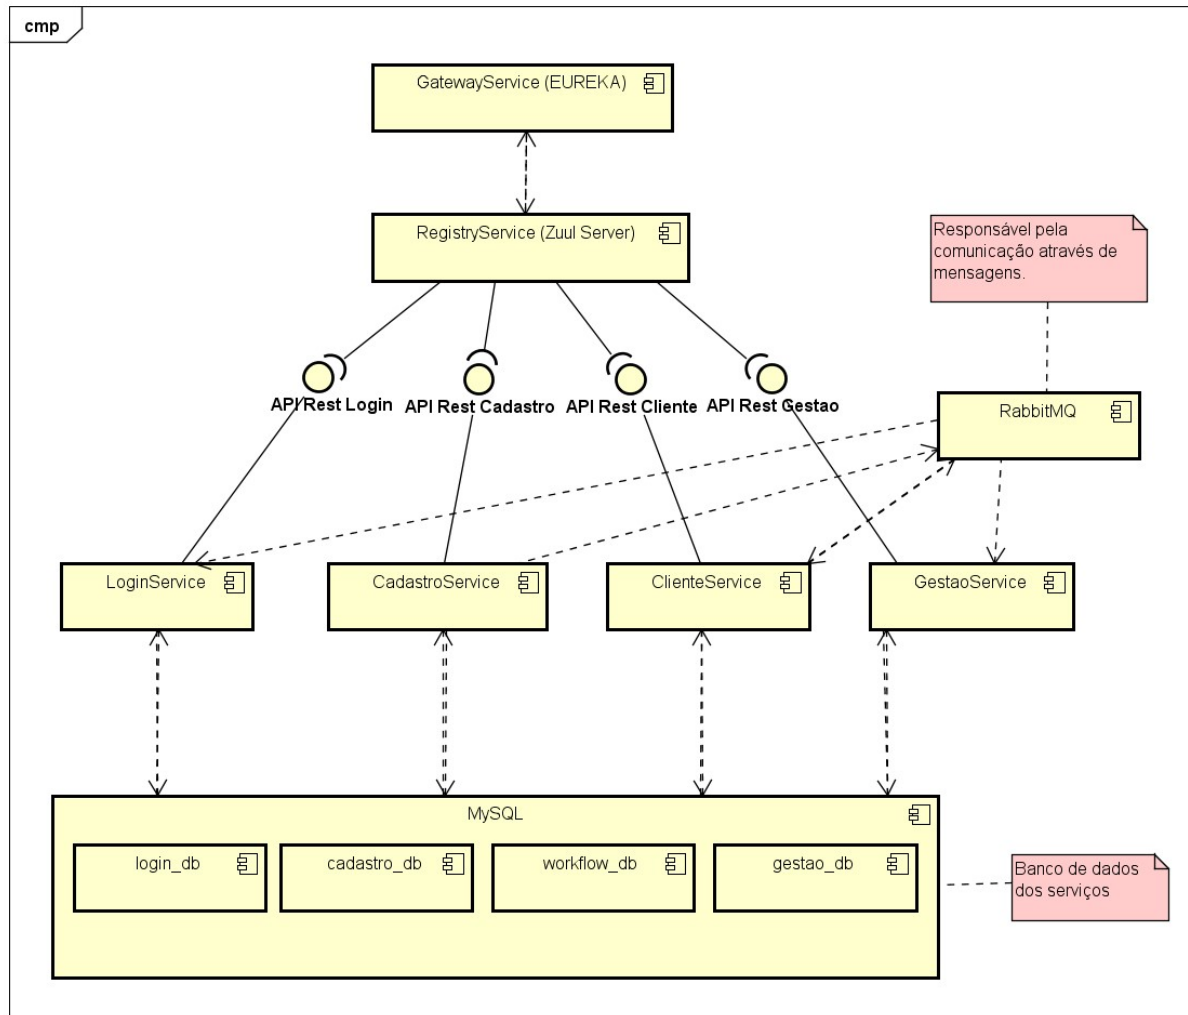 cmp
GatewayService (EUREKA)
RegistryService (Zuul Server)
Responsável pela
comunicação através de
mensagens.
API Rest Login
API Rest Cadastro
API Rest Cliente
API Rest Gestao
RabbitMQ
LoginService
CadastroService
ClienteService
GestaoService
MySQL
login_db
cadastro_db
workflow_db
gestao_db
Banco de dados
dos serviços